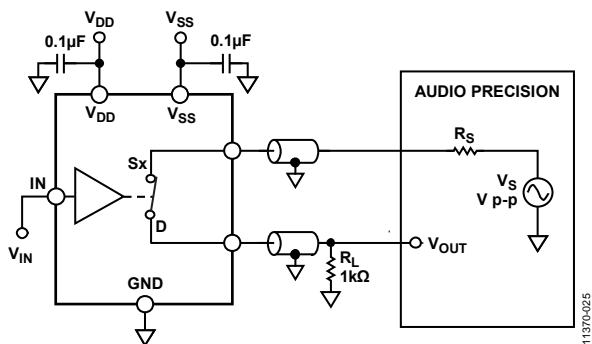 VDD
VSS
0.1µF
0.1µF
VDD
VSS
AUDIO PRECISION
RS
VS
V p-p
Sx
IN
D
VIN
VOUT
RL
1kΩ
GND
11370-025